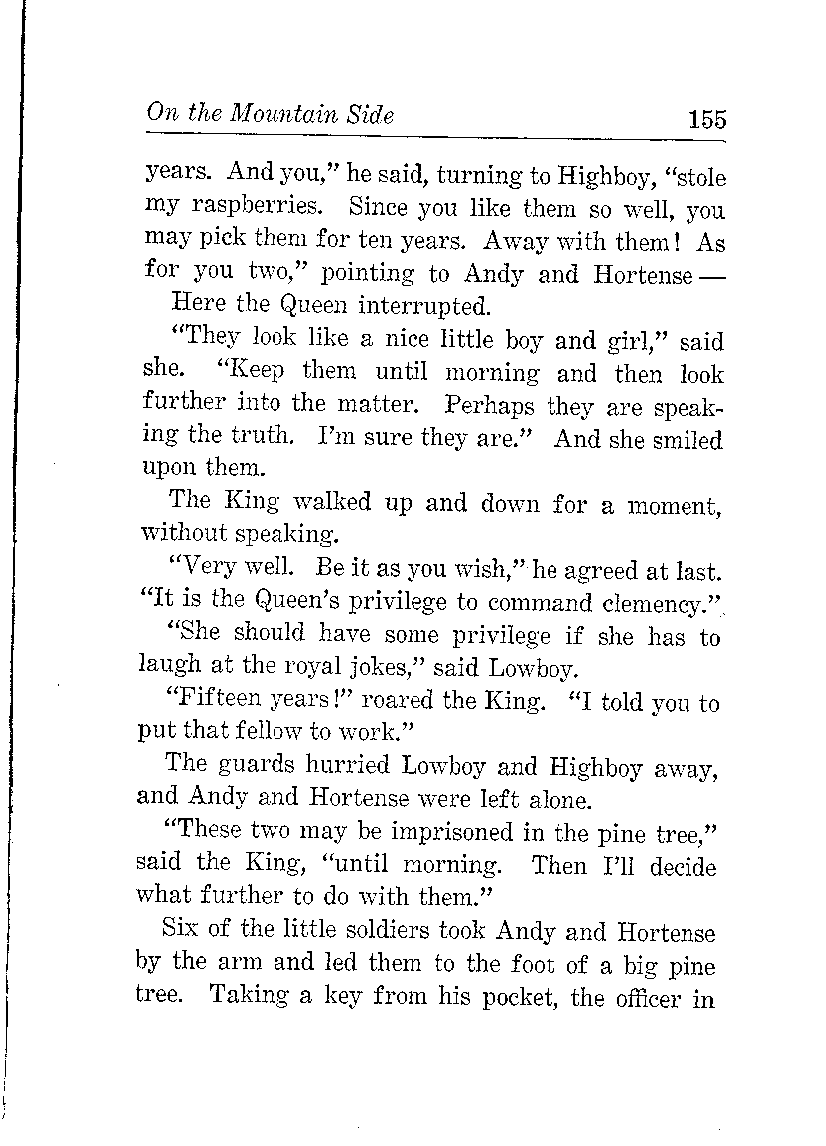 On the Mountain Side 155
years. And you,” he said, turning to Highboy, “stole
my raspberries. Since you like them so well, you
may pick them for ten years. Away with them! As
for you two,” pointing to Andy and Hortense —
Here the Queen interrupted.
“They look like a nice little boy and girl,” said
she. “Keep them until morning and then look
further into the matter. Perhaps they are speak-
ing the truth. I’m sure they are.” And she smiled
upon them.
The King walked up and down for a moment,
without speaking.
“Very well. Be it as you wish,” he agreed at last.
“It is the Queen’s privilege to command clemency.”
“She should have some privilege if she has to
laugh at the royal jokes,” said Lowboy.
“Fifteen years!” roared the King. “I told you to
put that fellow to work.”
The guards hurried Lowboy and Highboy away,
and Andy and Hortense were left alone.
“These two may be imprisoned in the pine tree,”
said the King, “until morning. Then I’ll decide
what further to do with them.”
Six of the little soldiers took Andy and Hortense
by the arm and led them to the foot of a big pine
tree. Taking a key from his pocket, the officer in